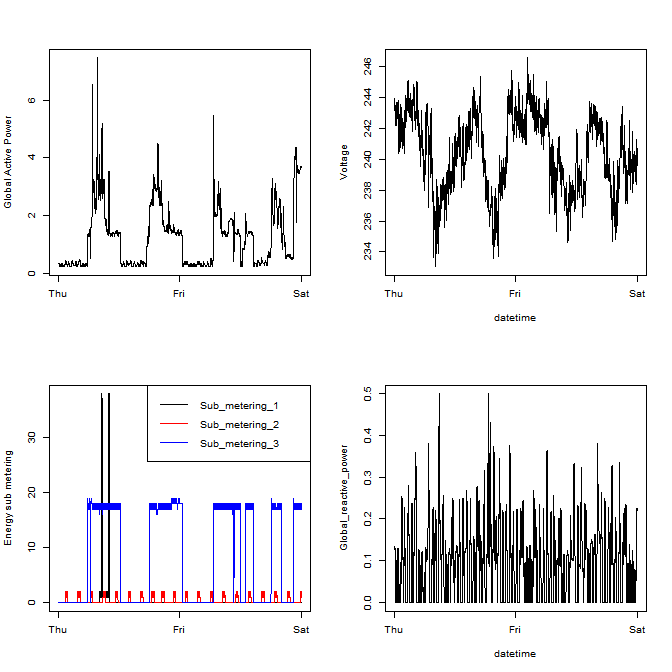 Global Active Power
0
2
4
6
Thu
Fri
Sat
Voltage
234
236
238
240
242
244
246
Thu
Fri
Sat
datetime
Energy sub metering
0
10
20
30
Sub_metering_1
Sub_metering_2
Sub_metering_3
Thu
Fri
Sat
Global_reactive_power
0.0
0.1
0.2
0.3
0.4
0.5
Thu
Fri
Sat
datetime